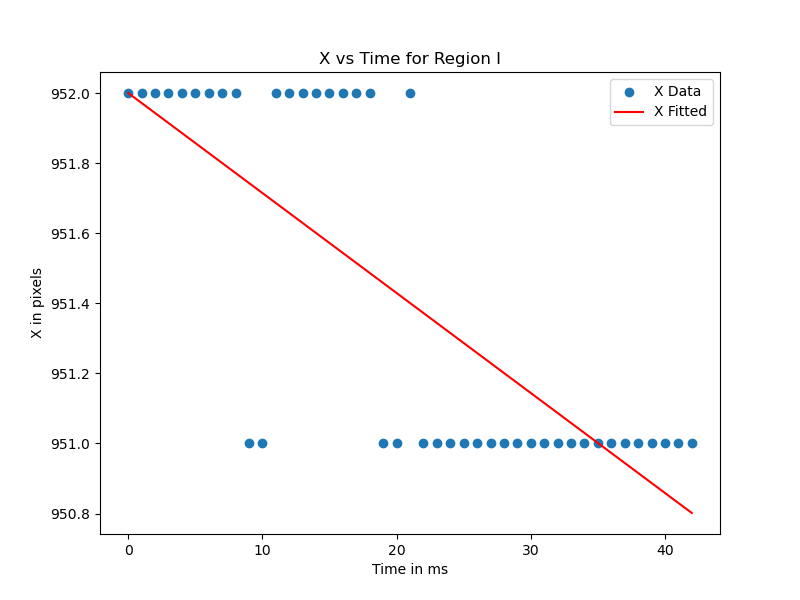 X vs Time for Region I
X Data
X Fitted
952.0
951.8
951.6
951.4
951.2
951.0
950.8
X in pixels
0 10 20 30 40
Time in ms